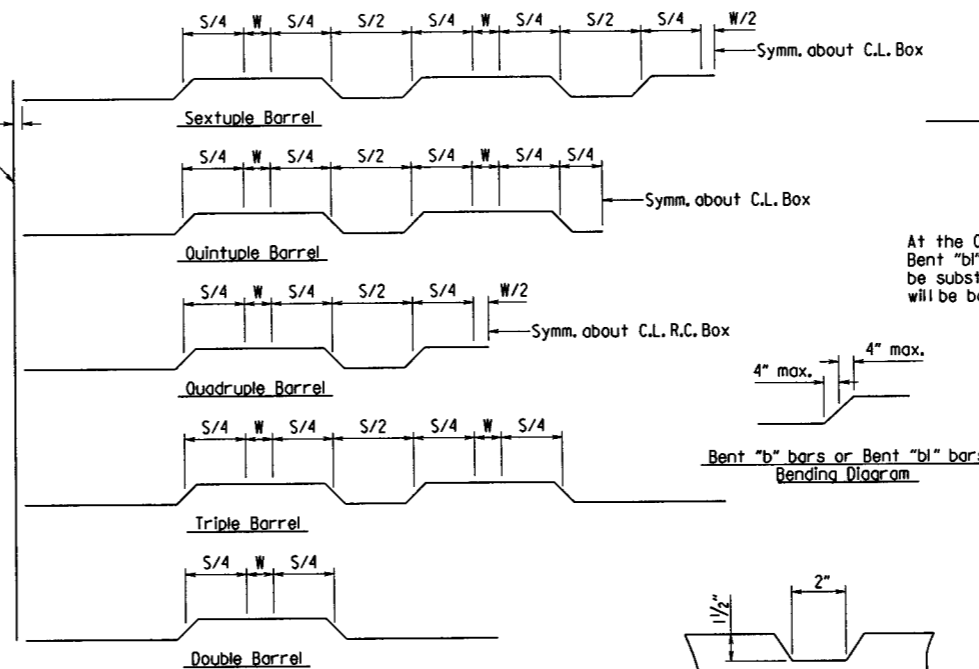 S/4 W S/4 S/2 S/4 W S/4 S/2 S/4 W/2
Symm. about C.L. Box
Sextuple Barrel
S/4 W S/4 S/2 S/4 W S/4 S/4
Symm. about C.L. Box
Quintuple Barrel
At the C
Bent "bl"
be subst
will be b
S/4 W S/4 S/2 S/4 W/2
Symm. about C.L. R.C. Box
Quadruple Barrel
4" max.
4" max.
Bent "b" bars or Bent "bl" bars
Bending Diagram
S/4 W S/4 S/2 S/4 W S/4
Triple Barrel
S/4 W S/4
Double Barrel
2"
1½"